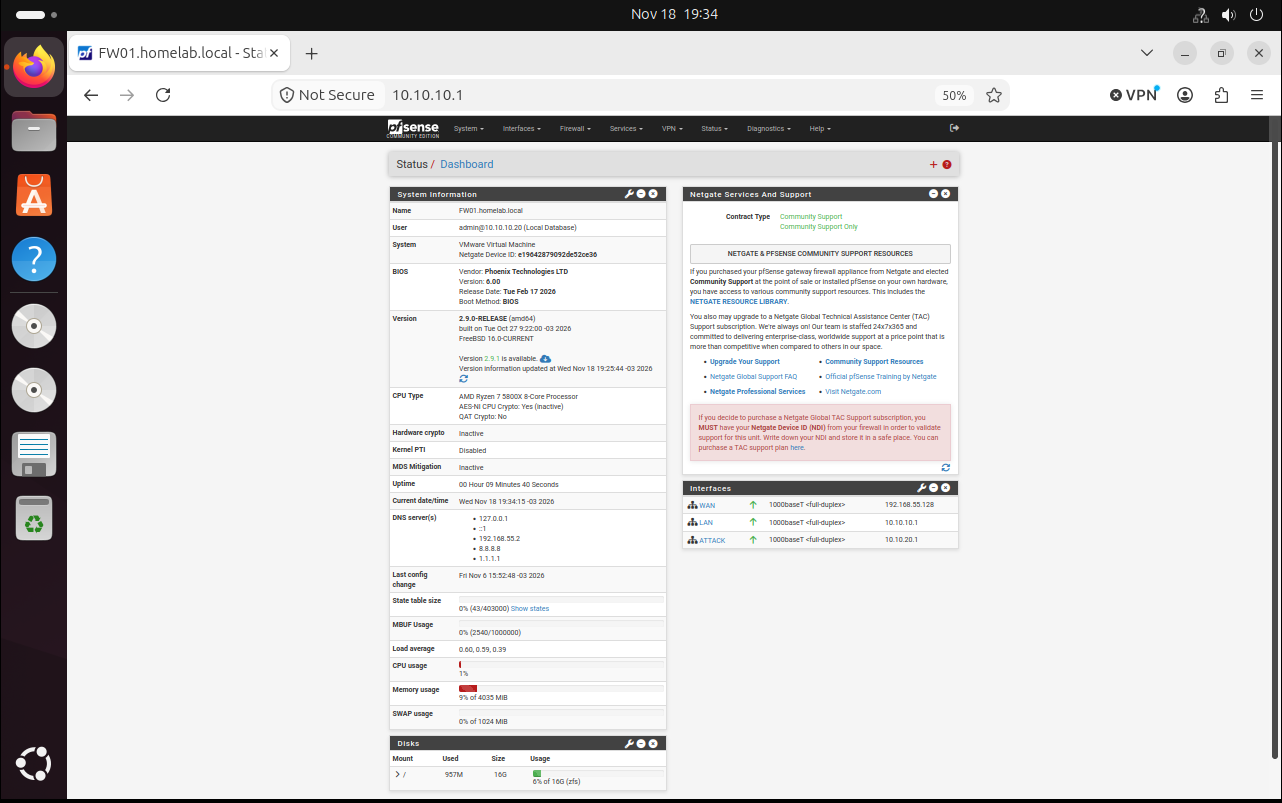 Nov 18 19:34
FW01.homelab.local - Sta
Not Secure
10.10.10.1
50%
VPN
pfsense
COMMUNITY EDITION
System
Interfaces
Firewall
Services
VPN
Status
Diagnostics
Help
Status / Dashboard
System Information
Name FW01.homelab.local
User admin@10.10.10.20 (Local Database)
System VMware Virtual Machine
Netgate Device ID: e19642879092de52ce36
BIOS Vendor: Phoenix Technologies LTD
Version: 6.00
Release Date: Tue Feb 17 2026
Boot Method: BIOS
Version 2.9.0-RELEASE (amd64)
built on Tue Oct 27 9:22:00 -03 2026
FreeBSD 16.0-CURRENT
Version 2.9.1 is available.
Version information updated at Wed Nov 18 19:25:44 -03 2026
CPU Type AMD Ryzen 7 5800X 8-Core Processor
AES-NI CPU Crypto: Yes (inactive)
QAT Crypto: No
Hardware crypto Inactive
Kernel PTI Disabled
MDS Mitigation Inactive
Uptime 00 Hour 09 Minutes 40 Seconds
Current date/time Wed Nov 18 19:34:15 -03 2026
DNS server(s)
• 127.0.0.1
• ::1
• 192.168.55.2
• 8.8.8.8
• 1.1.1.1
Last config change Fri Nov 6 15:52:48 -03 2026
State table size 0% (43/403000) Show states
MBUF Usage 0% (2540/1000000)
Load average 0.60, 0.59, 0.39
CPU usage 1%
Memory usage 9% of 4035 MiB
SWAP usage 0% of 1024 MiB
Disks
Mount Used Size Usage
/ 957M 16G 6% of 16G (zfs)
Netgate Services And Support
Contract Type Community Support
Community Support Only
NETGATE & PFSENSE COMMUNITY SUPPORT RESOURCES
If you purchased your pfSense gateway firewall appliance from Netgate and elected
Community Support at the point of sale or installed pfSense on your own hardware,
you have access to various community support resources. This includes the
NETGATE RESOURCE LIBRARY.
You also may upgrade to a Netgate Global Technical Assistance Center (TAC)
Support subscription. We're always on! Our team is staffed 24x7x365 and
committed to delivering enterprise-class, worldwide support at a price point that is
more than competitive when compared to others in our space.
• Upgrade Your Support
• Community Support Resources
• Netgate Global Support FAQ
• Official pfSense Training by Netgate
• Netgate Professional Services
• Visit Netgate.com
If you decide to purchase a Netgate Global TAC Support subscription, you
MUST have your Netgate Device ID (NDI) from your firewall in order to validate
support for this unit. Write down your NDI and store it in a safe place. You can
purchase a TAC support plan here.
Interfaces
WAN 1000baseT <full-duplex> 192.168.55.128
LAN 1000baseT <full-duplex> 10.10.10.1
ATTACK 1000baseT <full-duplex> 10.10.20.1